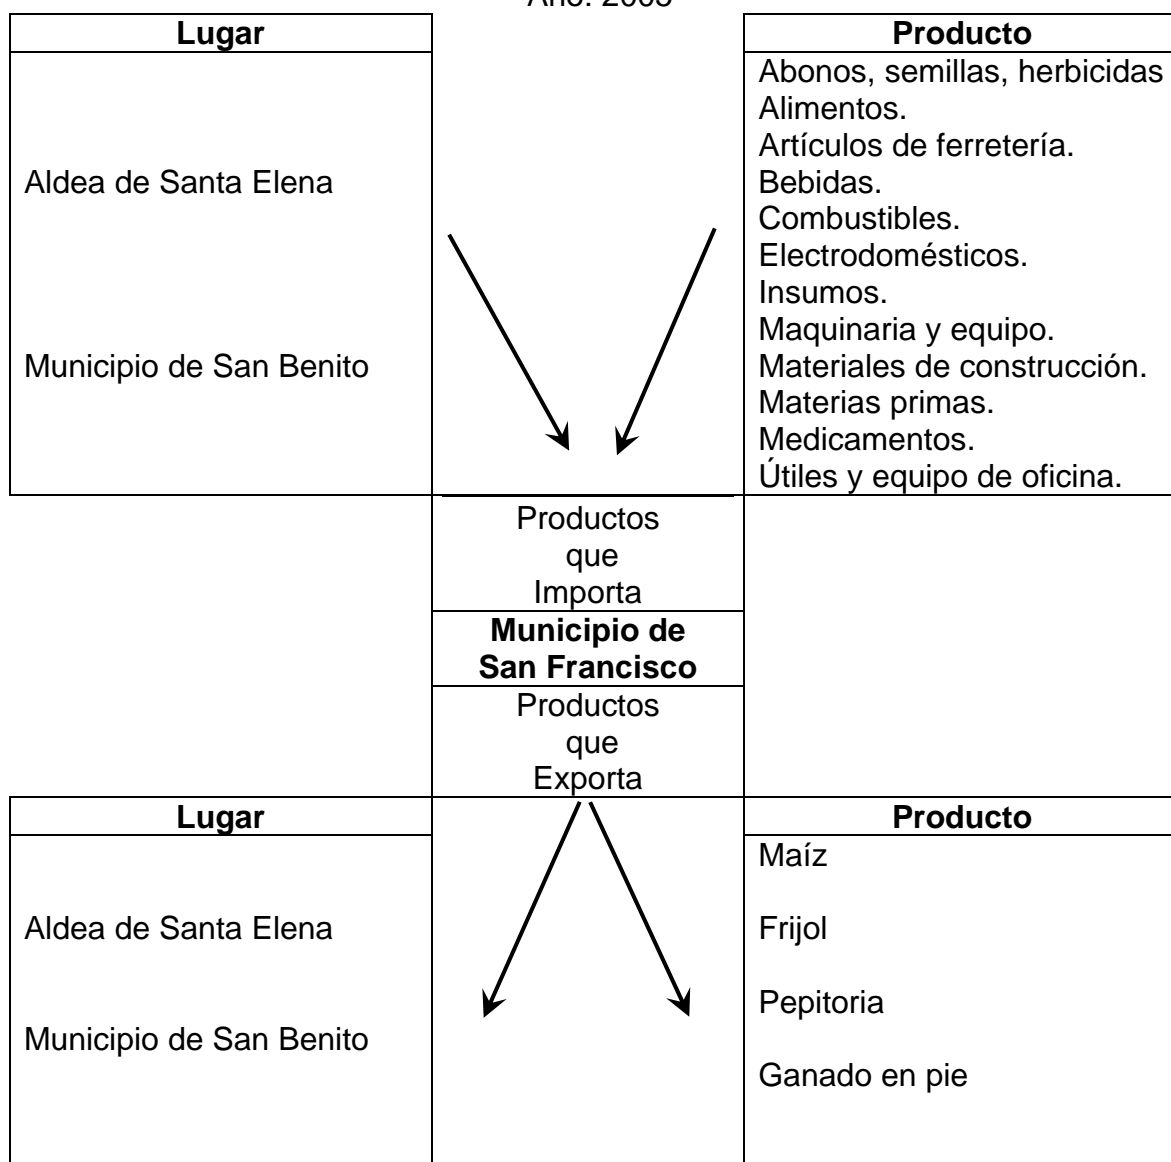 Lugar
Producto
Aldea de Santa Elena
Municipio de San Benito
Abonos, semillas, herbicidas
Alimentos.
Artículos de ferretería.
Bebidas.
Combustibles.
Electrodomésticos.
Insumos.
Maquinaria y equipo.
Materiales de construcción.
Materias primas.
Medicamentos.
Útiles y equipo de oficina.
Productos
que
Importa
Municipio de
San Francisco
Productos
que
Exporta
Lugar
Producto
Aldea de Santa Elena
Municipio de San Benito
Maíz
Frijol
Pepitoria
Ganado en pie